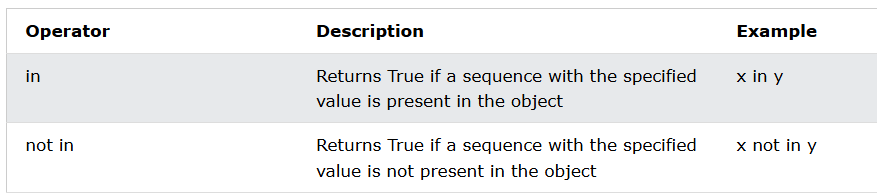 Operator Description Example
in Returns True if a sequence with the specified x in y
value is present in the object
not in Returns True if a sequence with the specified x not in y
value is not present in the object